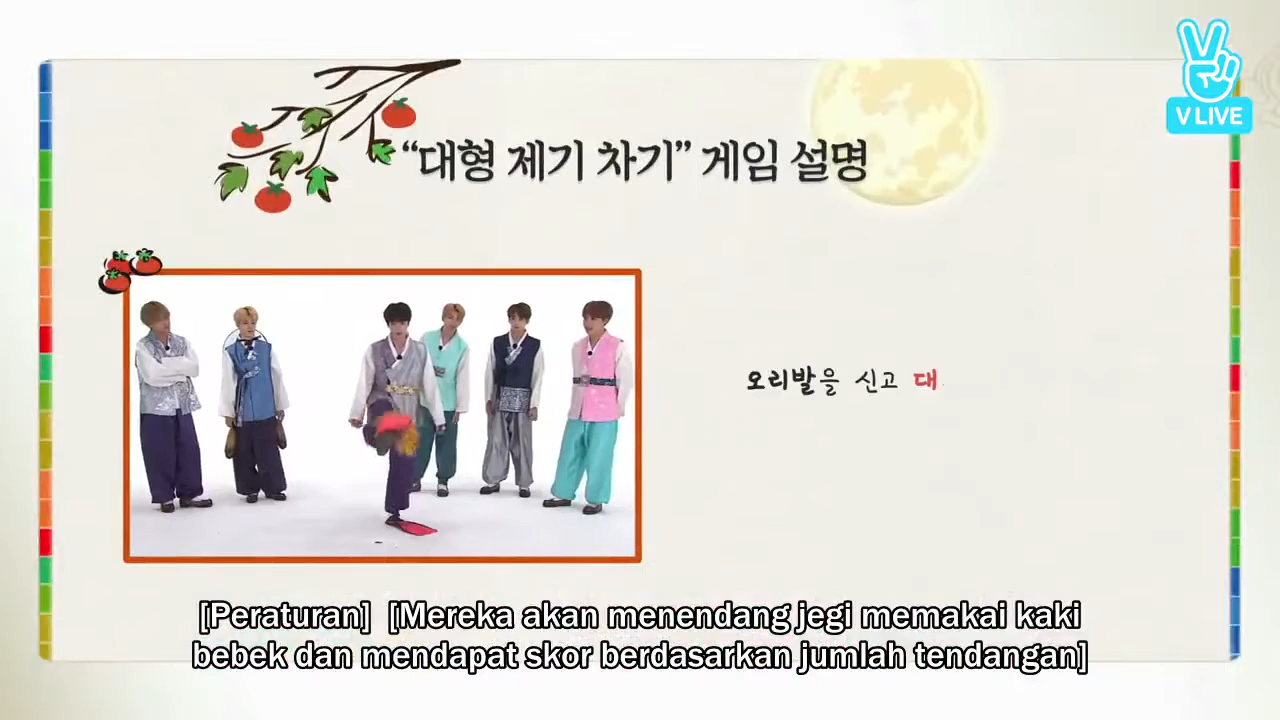 V LIVE
“대형 제기 차기” 게임 설명
오리발을 신고 대
[Peraturan] [Mereka akan menendang jegi memakai kaki
bebek dan mendapat skor berdasarkan jumlah tendangan]